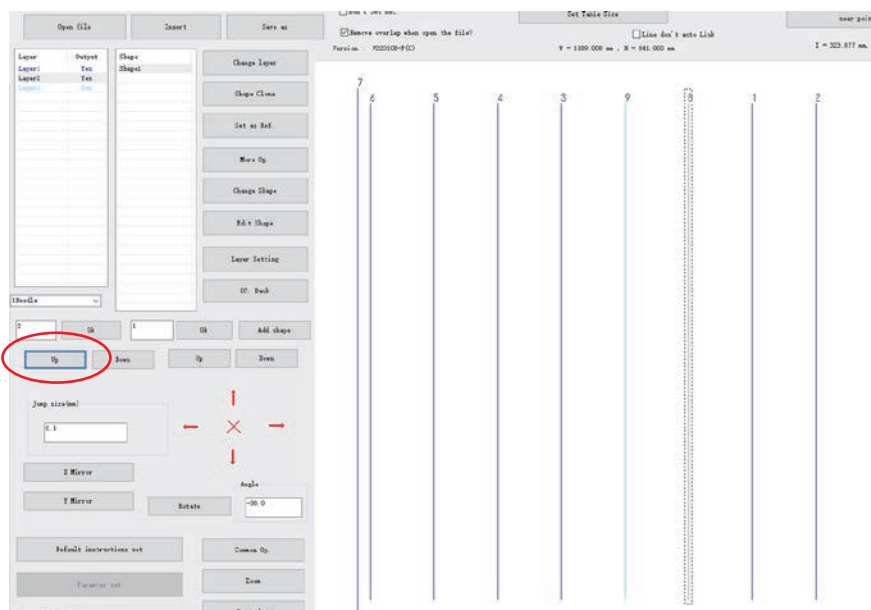 Open file
Insert
Save as
Set Table Size
near poin
Remove overlap when open the file?
Line don't auto Link
Layer Output
Layer1 Yes
Layer2 Yes
Shape
Shape1
Change layer
Shape Clone
Set as Ref.
More Op.
Change Shape
Edit Shape
Layer Setting
OP. Back
2 Ok 1 Ok Add shape
Up Down Up Down
Jump size(mm)
X Mirror
Y Mirror
Rotate
Angle
-90.0
Default instructions set
Common Op.
Parameter set
Zoom
7
6 5 4 3 9 8 1 2